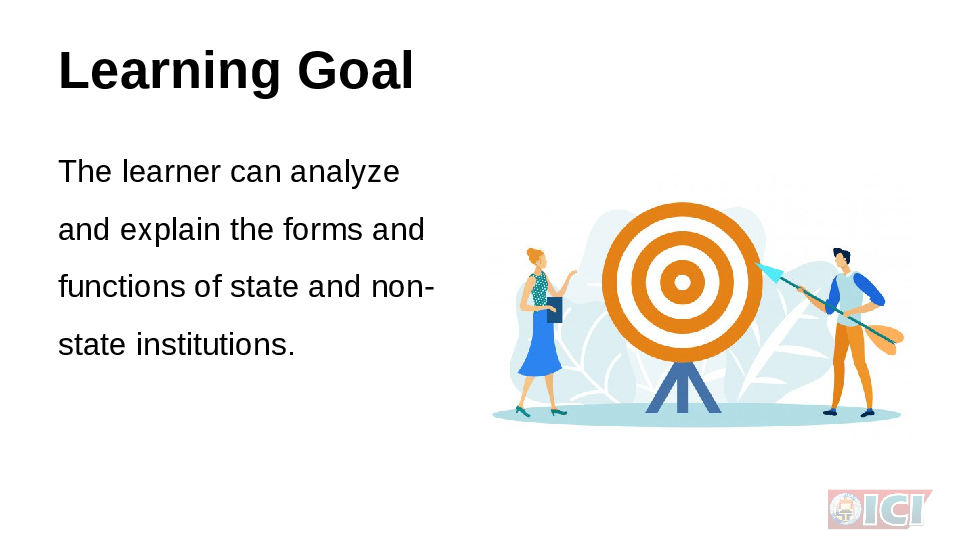 Learning Goal
The learner can analyze
and explain the forms and
functions of state and non-
state institutions.
ICI